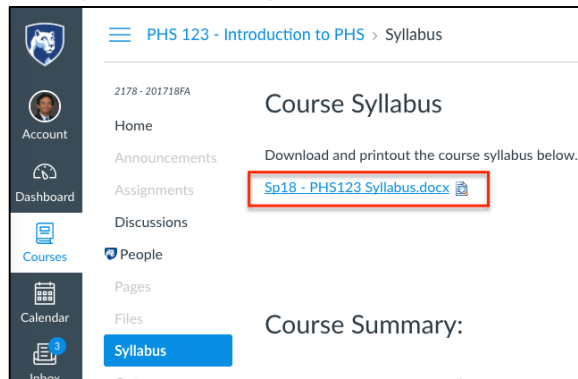 PHS 123 - Introduction to PHS > Syllabus
2178 - 201718FA
Course Syllabus
Home
Account
Announcements
Download and printout the course syllabus below.
Assignments
Sp18 - PHS123 Syllabus.docx
Dashboard
Discussions
People
Courses
Pages
Files
Calendar
Course Summary:
Syllabus
3
Inbox